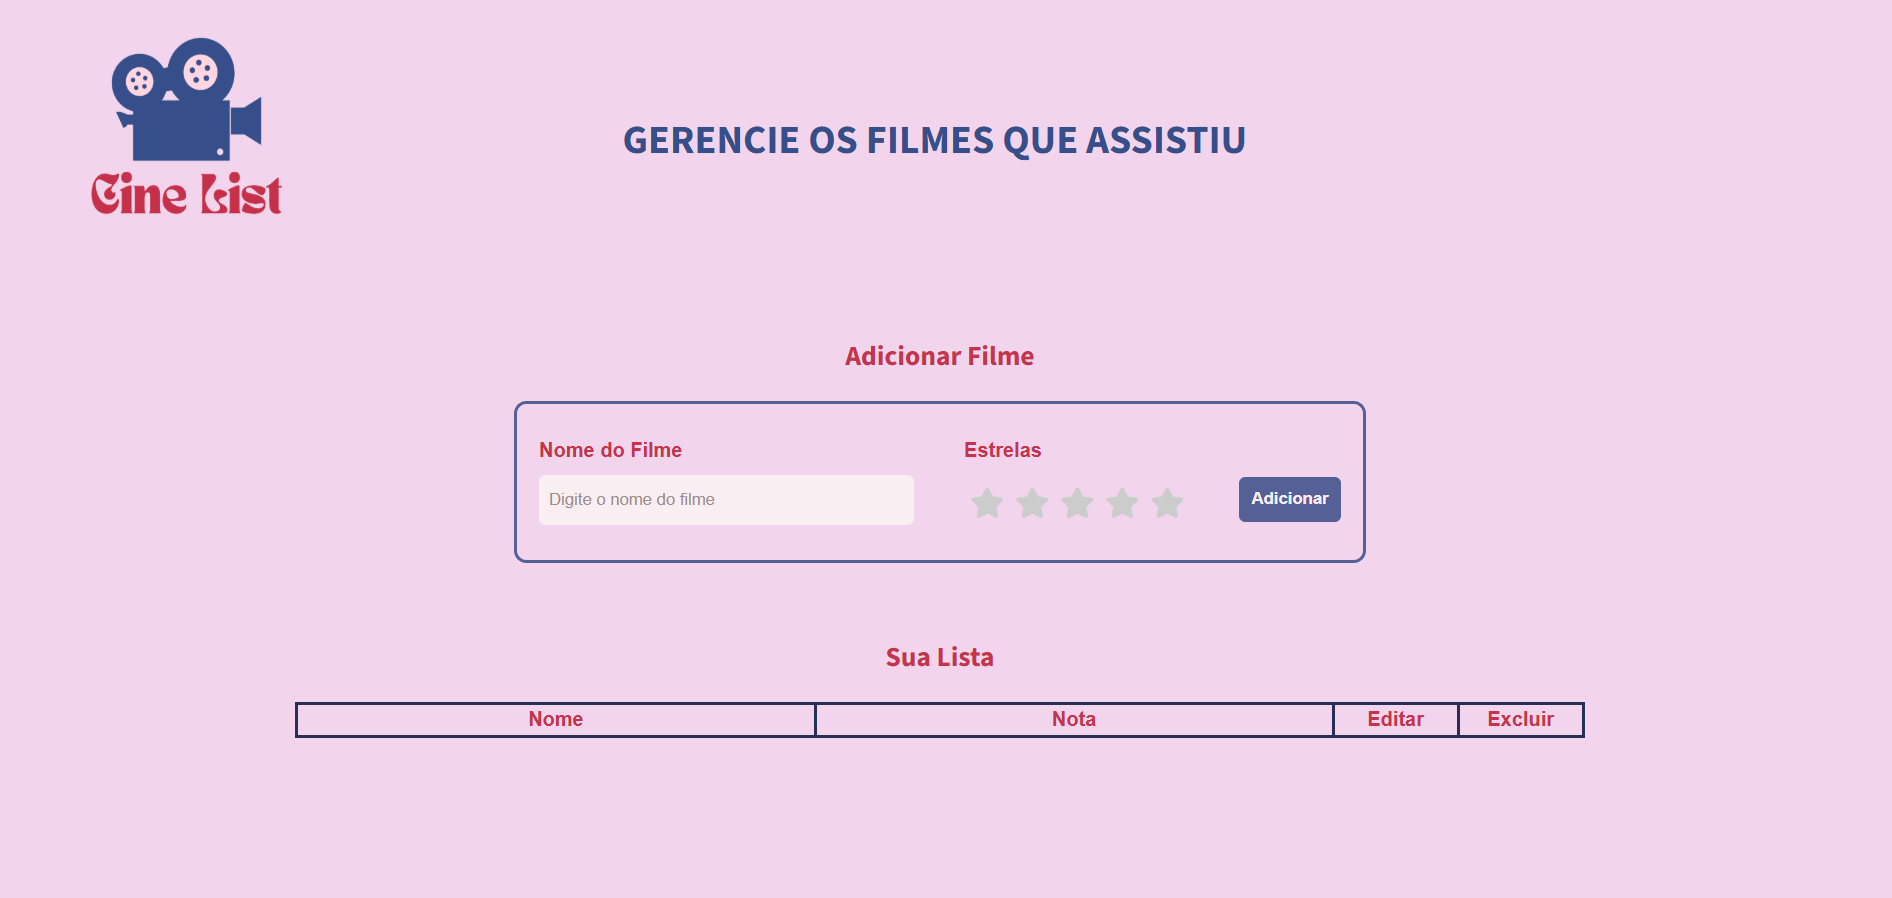 Cine List
GERENCIE OS FILMES QUE ASSISTIU
Adicionar Filme
Nome do Filme
Estrelas
Digite o nome do filme
Adicionar
Sua Lista
Nome Nota Editar Excluir